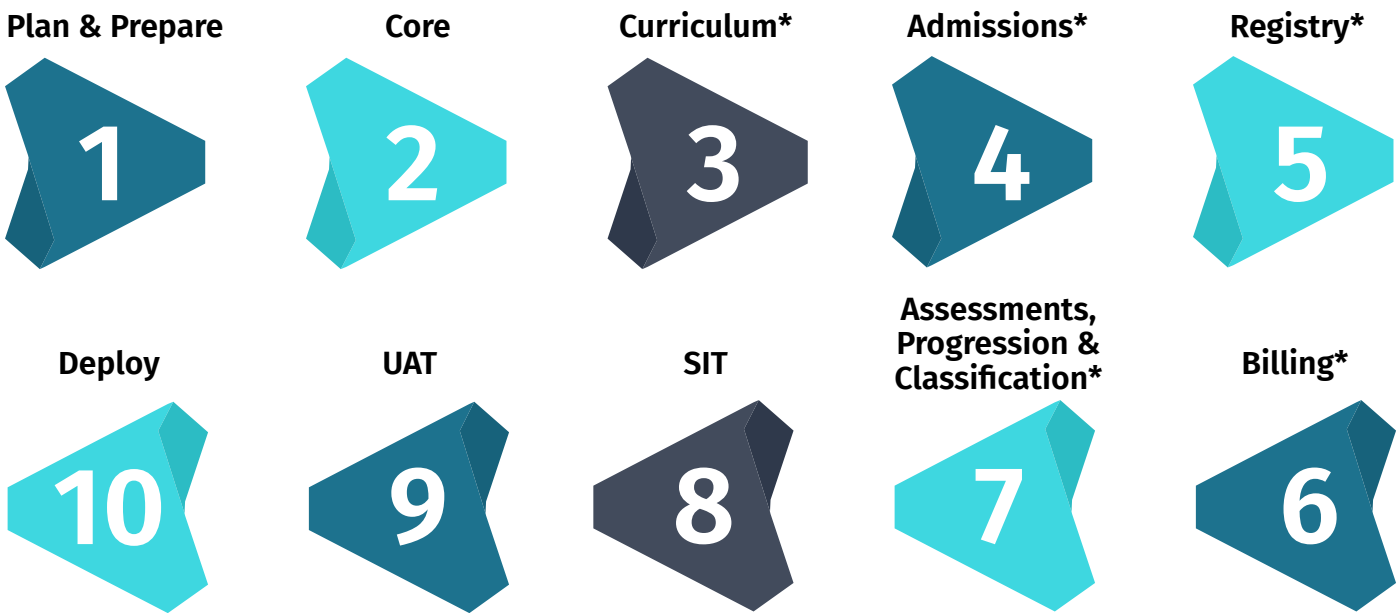 Plan & Prepare
Core
Curriculum*
Admissions*
Registry*
1
2
3
4
5
Deploy
UAT
SIT
Assessments,
Progression &
Classification*
Billing*
10
9
8
7
6